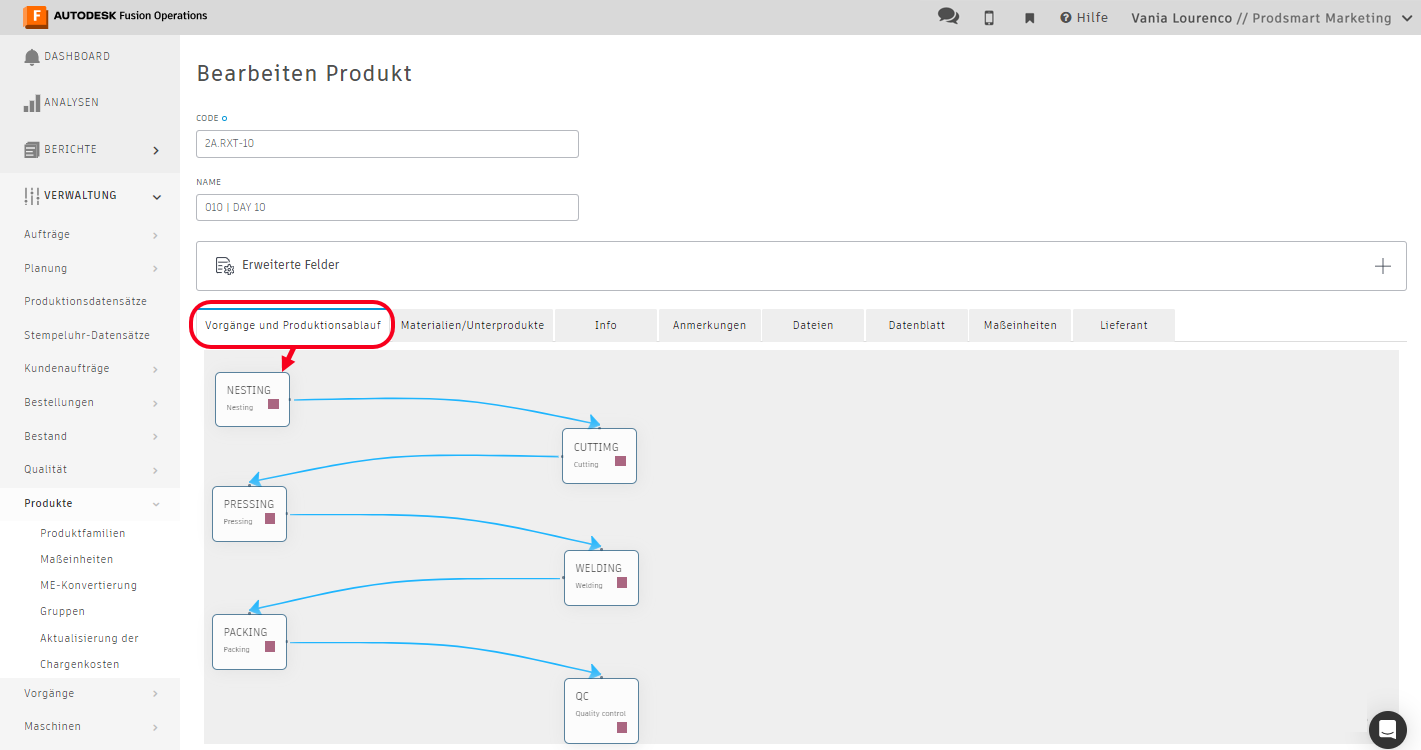 F AUTODESK Fusion Operations
Hilfe
Vania Lourenco // Prodsmart Marketing
DASHBOARD
ANALYSEN
BERICHTE
VERWALTUNG
Aufträge
Planung
Produktionsdatensätze
Stempeluhr-Datensätze
Kundenaufträge
Bestellungen
Bestand
Qualität
Produkte
Produktfamilien
Maßeinheiten
ME-Konvertierung
Gruppen
Aktualisierung der
Chargenkosten
Vorgänge
Maschinen
Bearbeiten Produkt
CODE
2A.RXT-10
NAME
010 | DAY 10
Erweiterte Felder
Vorgänge und Produktionsablauf
Materialien/Unterprodukte
Info
Anmerkungen
Dateien
Datenblatt
Maßeinheiten
Lieferant
NESTING
Nesting
CUTTIMG
Cutting
PRESSING
Pressing
WELDING
Welding
PACKING
Packing
QC
Quality control